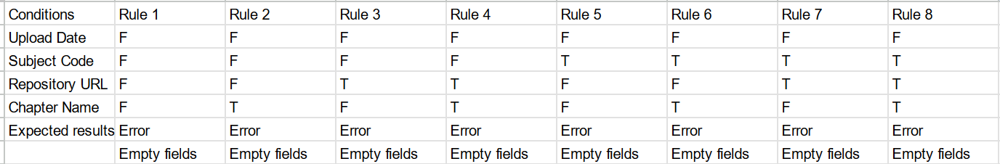 Conditions Rule 1 Rule 2 Rule 3 Rule 4 Rule 5 Rule 6 Rule 7 Rule 8
Upload Date F F F F F F F F
Subject Code F F F F T T T T
Repository URL F F T T F F T T
Chapter Name F T F T F T F T
Expected results Error Error Error Error Error Error Error Error
Empty fields Empty fields Empty fields Empty fields Empty fields Empty fields Empty fields Empty fields